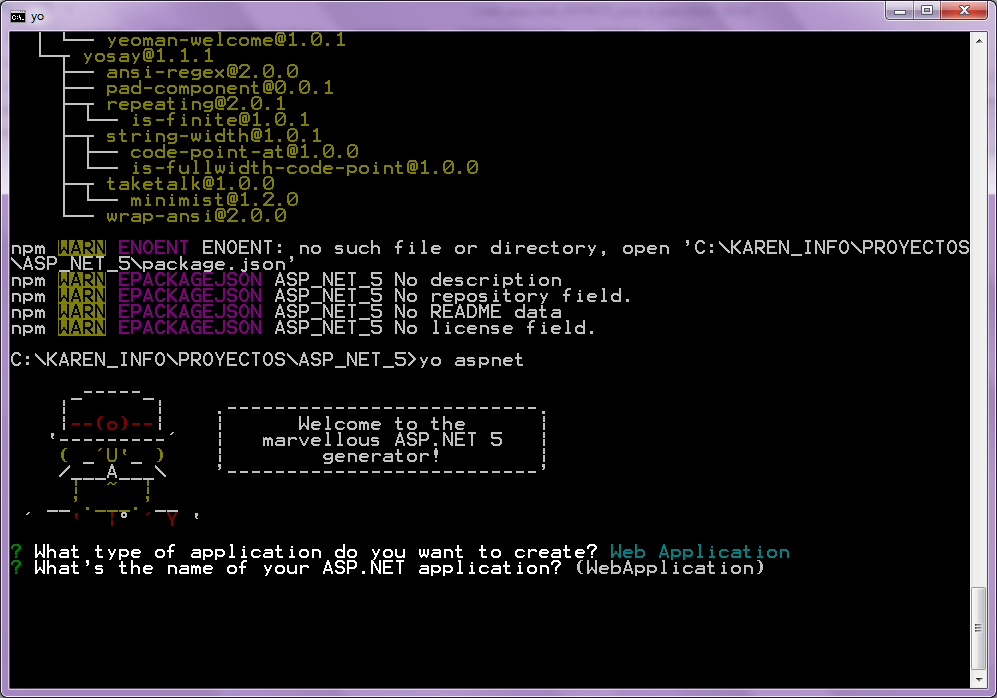 yo
yeoman-welcome@1.0.1
yosay@1.1.1
ansi-regex@2.0.0
pad-component@0.0.1
repeating@2.0.1
is-finite@1.0.1
string-width@1.0.1
code-point-at@1.0.0
is-fullwidth-code-point@1.0.0
taketalk@1.0.0
minimist@1.2.0
wrap-ansi@2.0.0
npm WARN ENOENT ENOENT: no such file or directory, open 'C:\KAREN_INFO\PROYECTOS
\ASP_NET_5\package.json'
npm WARN EPACKAGEJSON ASP_NET_5 No description
npm WARN EPACKAGEJSON ASP_NET_5 No repository field.
npm WARN EPACKAGEJSON ASP_NET_5 No README data
npm WARN EPACKAGEJSON ASP_NET_5 No license field.
C:\KAREN_INFO\PROYECTOS\ASP_NET_5>yo aspnet
Welcome to the
marvellous ASP.NET 5
generator!
? What type of application do you want to create? Web Application
? What's the name of your ASP.NET application? (WebApplication)